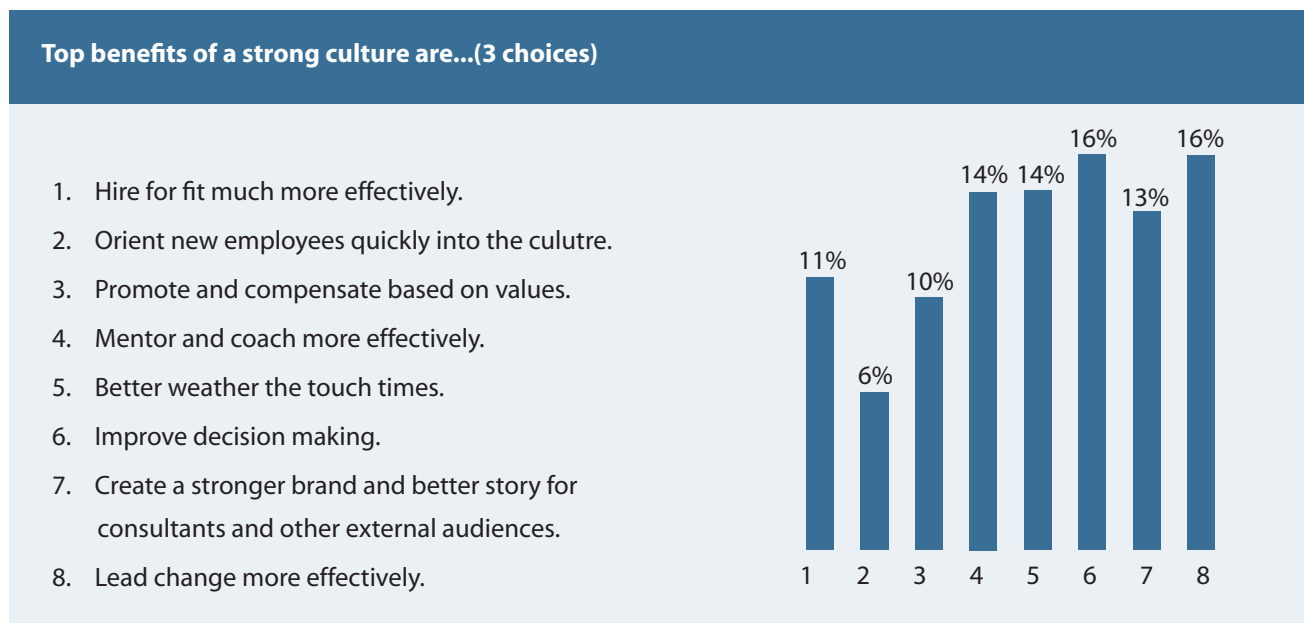 Top benefits of a strong culture are...(3 choices)
1. Hire for fit much more effectively.
2. Orient new employees quickly into the culutre.
3. Promote and compensate based on values.
4. Mentor and coach more effectively.
5. Better weather the touch times.
6. Improve decision making.
7. Create a stronger brand and better story for
consultants and other external audiences.
8. Lead change more effectively.
11%
6%
10%
14%
14%
16%
13%
16%
1 2 3 4 5 6 7 8